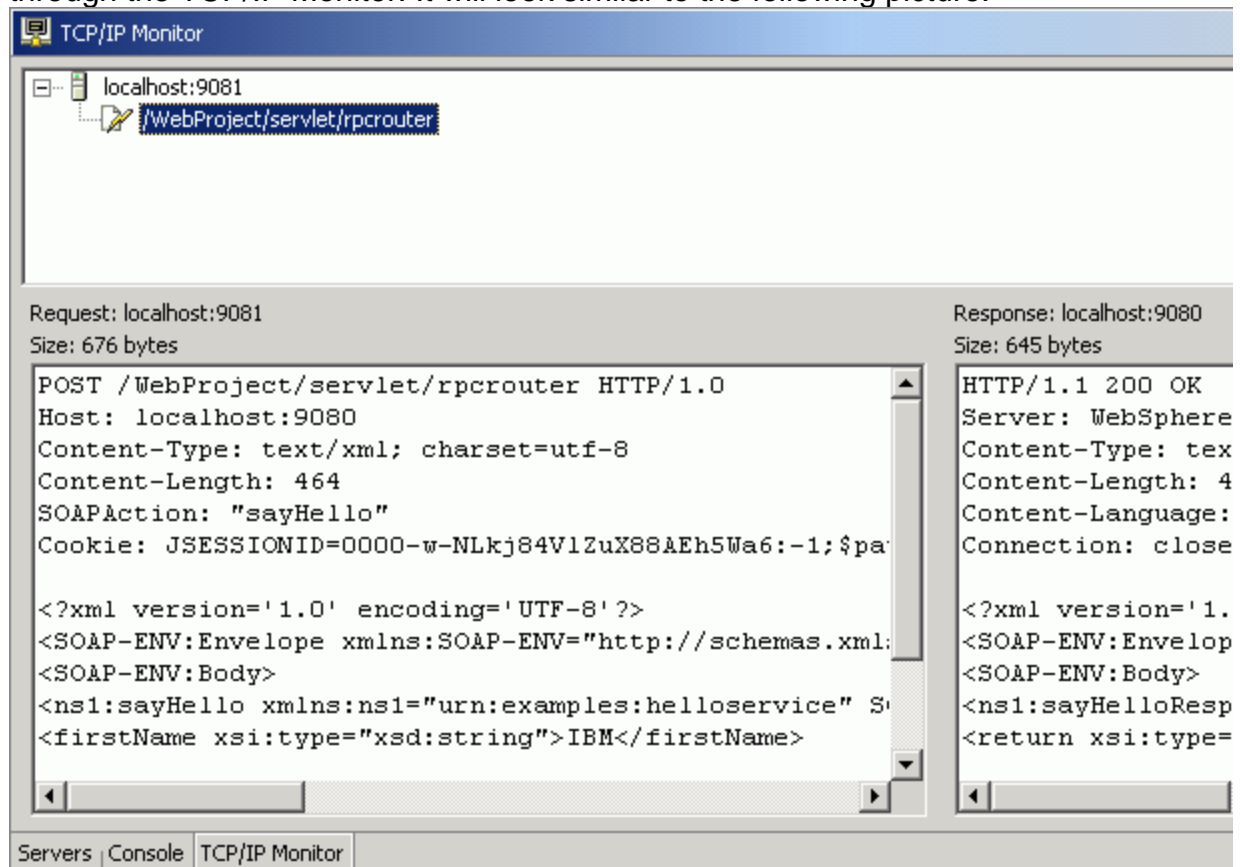 through the TCP/IP Monitor. It will look similar to the following picture.
TCP/IP Monitor
localhost:9081
/WebProject/servlet/rpcrouter
Request: localhost:9081
Size: 676 bytes
POST /WebProject/servlet/rpcrouter HTTP/1.0
Host: localhost:9080
Content-Type: text/xml; charset=utf-8
Content-Length: 464
SOAPAction: "sayHello"
Cookie: JSESSIONID=0000-w-NLkj84VlZuX88AEh5Wa6:-1;$pa
<?xml version='1.0' encoding='UTF-8'?>
<SOAP-ENV:Envelope xmlns:SOAP-ENV="http://schemas.xml
<SOAP-ENV:Body>
<ns1:sayHello xmlns:ns1="urn:examples:helloservice" S
<firstName xsi:type="xsd:string">IBM</firstName>
Response: localhost:9080
Size: 645 bytes
HTTP/1.1 200 OK
Server: WebSphere
Content-Type: tex
Content-Length: 4
Content-Language:
Connection: close
<?xml version='1.
<SOAP-ENV:Envelop
<SOAP-ENV:Body>
<ns1:sayHelloResp
<return xsi:type=
Servers Console TCP/IP Monitor